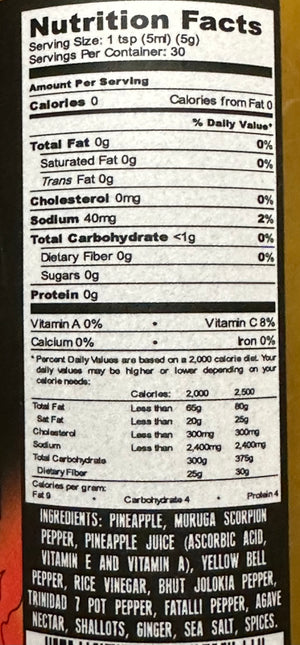 Nutrition Facts
Serving Size: 1 tsp (5ml) (5g)
Servings Per Container: 30
Amount Per Serving
Calories 0 Calories from Fat 0
% Daily Value*
Total Fat 0g 0%
Saturated Fat 0g 0%
Trans Fat 0g
Cholesterol 0mg 0%
Sodium 40mg 2%
Total Carbohydrate <1g 0%
Dietary Fiber 0g 0%
Sugars 0g
Protein 0g
Vitamin A 0% • Vitamin C 8%
Calcium 0% • Iron 0%
* Percent Daily Values are based on a 2,000 calorie diet. Your
daily values may be higher or lower depending on your
calorie needs:
Calories: 2,000 2,500
Total Fat Less than 65g 80g
Sat Fat Less than 20g 25g
Cholesterol Less than 300mg 300mg
Sodium Less than 2,400mg 2,400mg
Total Carbohydrate 300g 375g
Dietary Fiber 25g 30g
Calories per gram:
Fat 9 • Carbohydrate 4 • Protein 4
INGREDIENTS: PINEAPPLE, MORUGA SCORPION
PEPPER, PINEAPPLE JUICE (ASCORBIC ACID,
VITAMIN E AND VITAMIN A), YELLOW BELL
PEPPER, RICE VINEGAR, BHUT JOLOKIA PEPPER,
TRINIDAD 7 POT PEPPER, FATALLI PEPPER, AGAVE
NECTAR, SHALLOTS, GINGER, SEA SALT, SPICES.